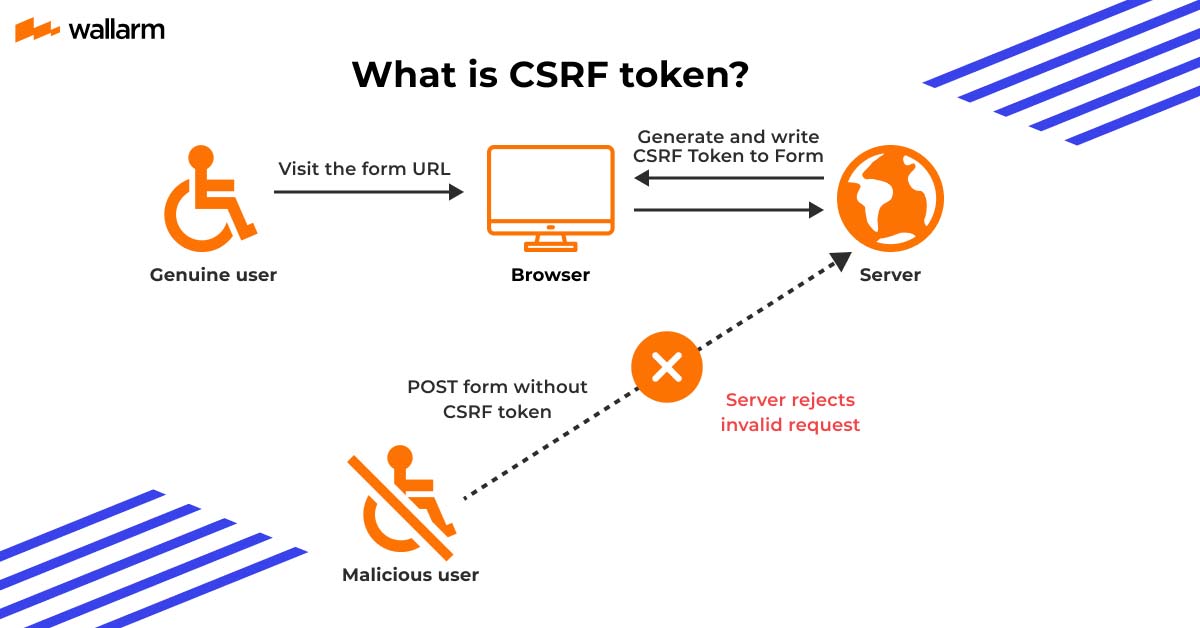 wallarm
What is CSRF token?
Generate and write
CSRF Token to Form
Visit the form URL
Genuine user
Browser
Server
POST form without
CSRF token
Server rejects
invalid request
Malicious user